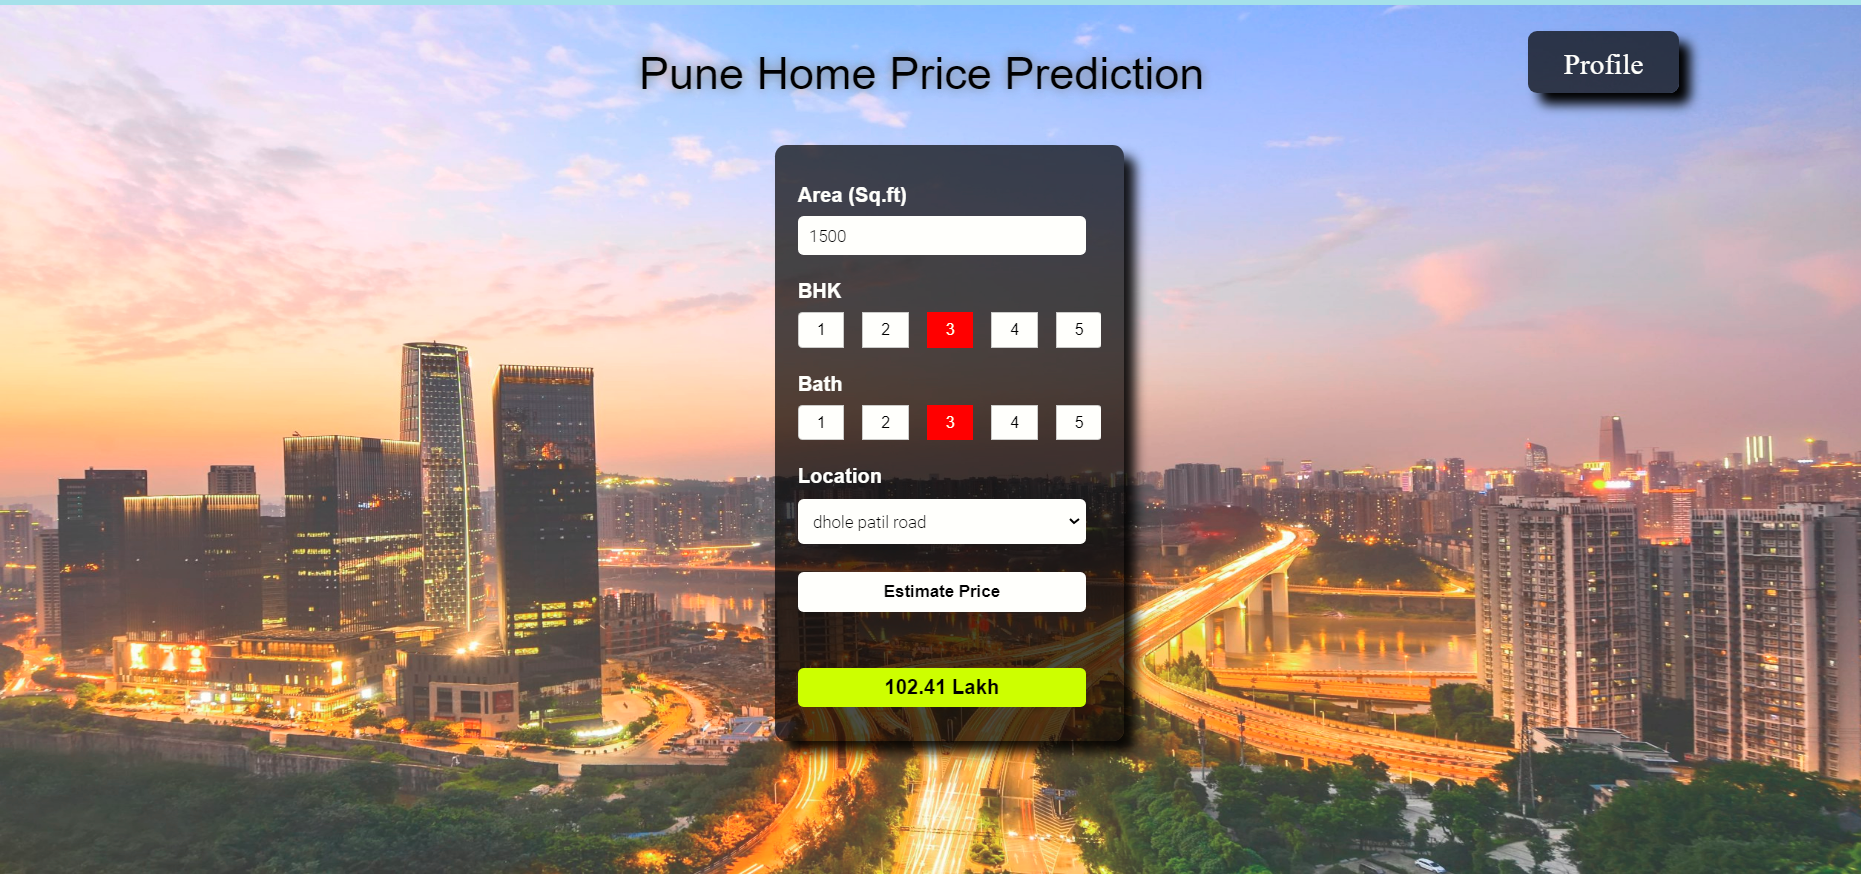 Pune Home Price Prediction
Profile
Area (Sq.ft)
1500
BHK
1 2 3 4 5
Bath
1 2 3 4 5
Location
dhole patil road
Estimate Price
102.41 Lakh